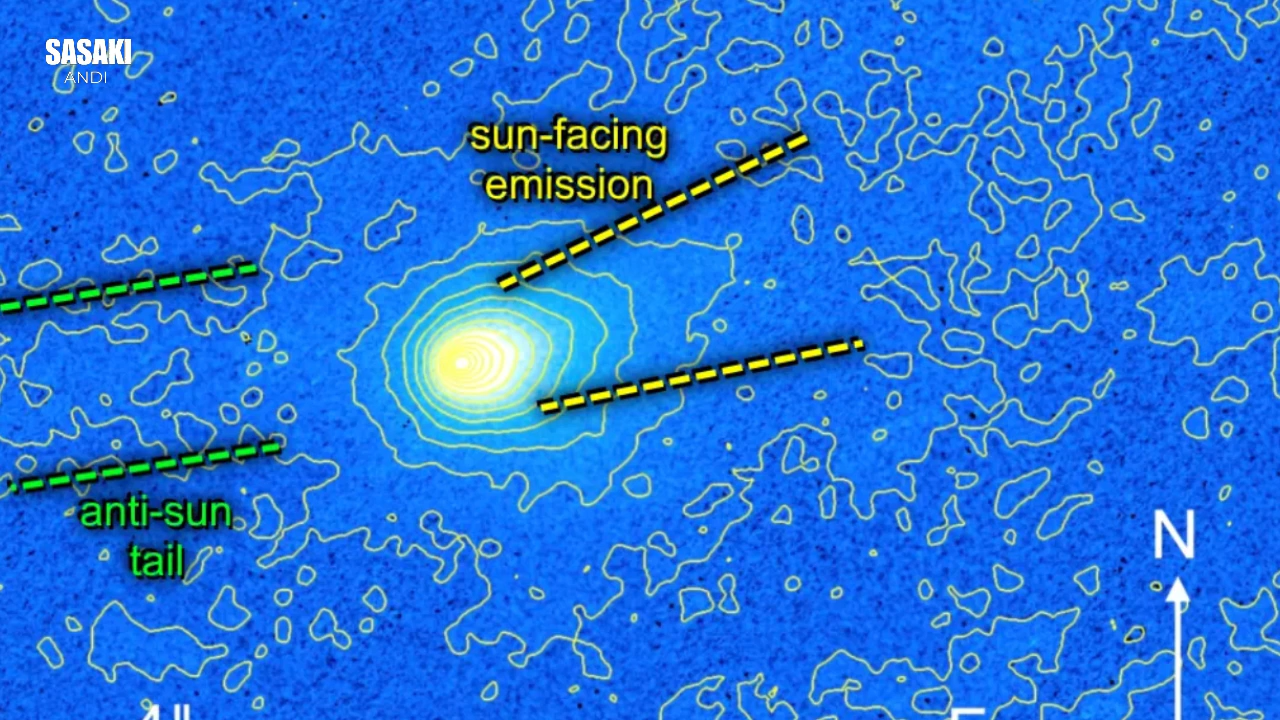 SASAKI
ANDI
sun-facing
emission
anti-sun
tail
N